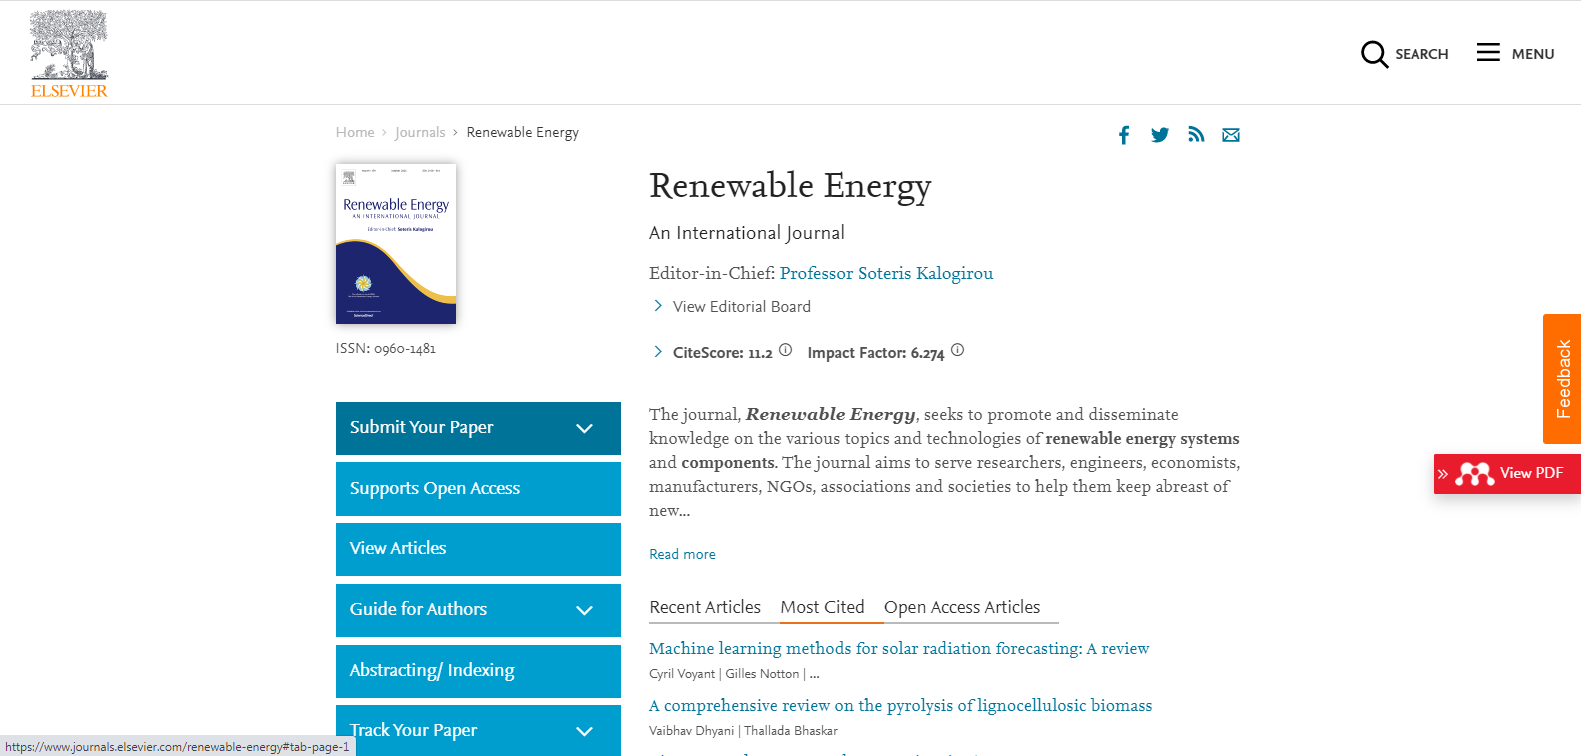 ELSEVIER
SEARCH
MENU
Home > Journals > Renewable Energy
Renewable Energy
AN INTERNATIONAL JOURNAL
Editor-in-Chief: Soteris Kalogirou
ISSN: 0960-1481
Renewable Energy
An International Journal
Editor-in-Chief: Professor Soteris Kalogirou
View Editorial Board
CiteScore: 11.2
Impact Factor: 6.274
Submit Your Paper
Supports Open Access
View Articles
Guide for Authors
Abstracting/ Indexing
Track Your Paper
The journal, Renewable Energy, seeks to promote and disseminate
knowledge on the various topics and technologies of renewable energy systems
and components. The journal aims to serve researchers, engineers, economists,
manufacturers, NGOs, associations and societies to help them keep abreast of
new...
Read more
Recent Articles
Most Cited
Open Access Articles
Machine learning methods for solar radiation forecasting: A review
Cyril Voyant | Gilles Notton | ...
A comprehensive review on the pyrolysis of lignocellulosic biomass
Vaibhav Dhyani | Thallada Bhaskar
Feedback
» View PDF
https://www.journals.elsevier.com/renewable-energy#tab-page-1